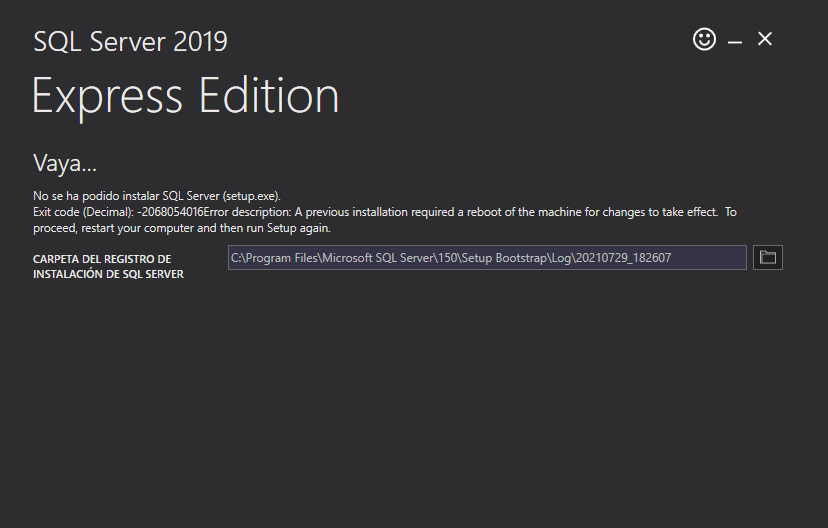 SQL Server 2019
Express Edition
Vaya...
No se ha podido instalar SQL Server (setup.exe).
Exit code (Decimal): -2068054016Error description: A previous installation required a reboot of the machine for changes to take effect.  To
proceed, restart your computer and then run Setup again.
CARPETA DEL REGISTRO DE
INSTALACIÓN DE SQL SERVER
C:\Program Files\Microsoft SQL Server\150\Setup Bootstrap\Log\20210729_182607